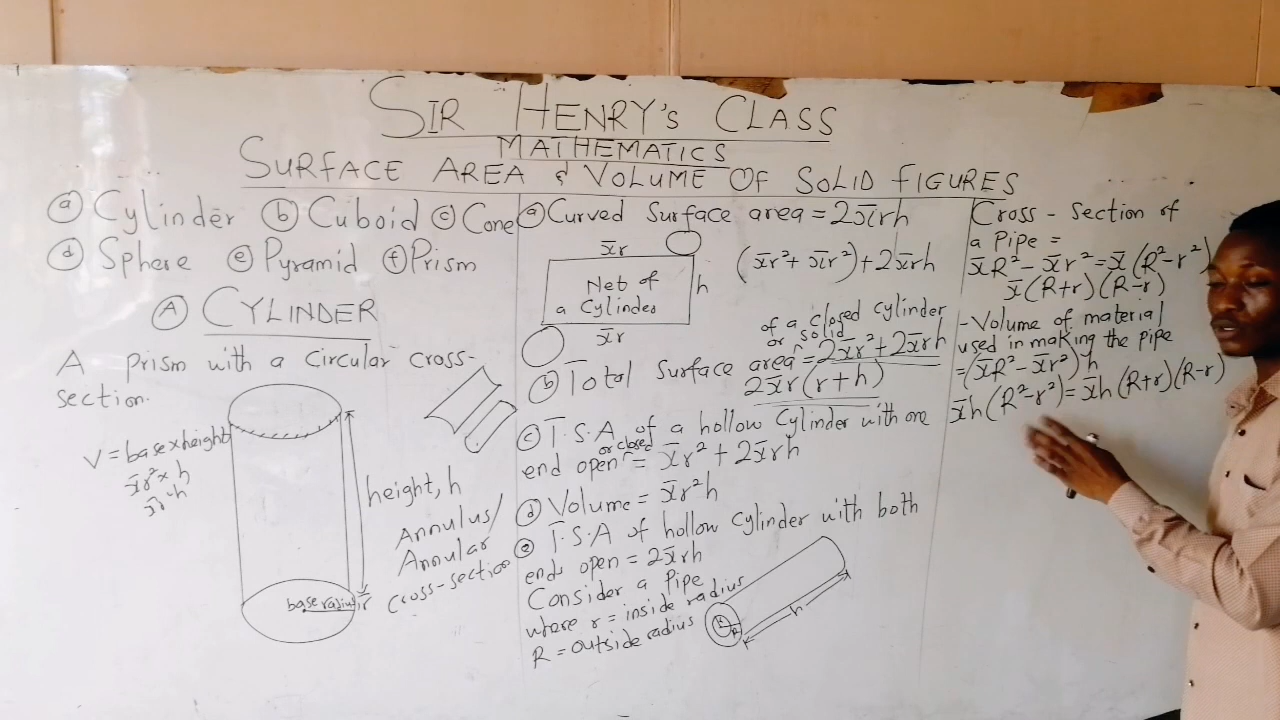 SIR HENRY'S CLASS
MATHEMATICS
SURFACE AREA & VOLUME OF SOLID FIGURES
ⓐ Cylinder ⓑ Cuboid ⓒ Cone
ⓓ Sphere ⓔ Pyramid ⓕ Prism
Ⓐ CYLINDER
A prism with a circular cross-
section.
V = base x height
πr² x h
πr²h
height, h
base radius r
Annulus/
Annular
cross-section
ⓐ Curved Surface area = 2πrh
πr
Net of
a Cylinder
h
πr
(πr² + πr²) + 2πrh
of a closed cylinder
or solid
ⓑ Total Surface area = 2πr² + 2πrh
2πr(r+h)
ⓒ T.S.A of a hollow Cylinder with one
or closed
end open = πr² + 2πrh
ⓓ Volume = πr²h
ⓔ T.S.A of hollow cylinder with both
ends open = 2πrh
Consider a Pipe
where r = inside radius
R = outside radius
r
R
h
Cross-section of
a Pipe =
πR² - πr² = π(R² - r²)
π(R+r)(R-r)
- Volume of material
used in making the pipe
= (πR² - πr²)h
πh(R² - r²) = πh(R+r)(R-r)